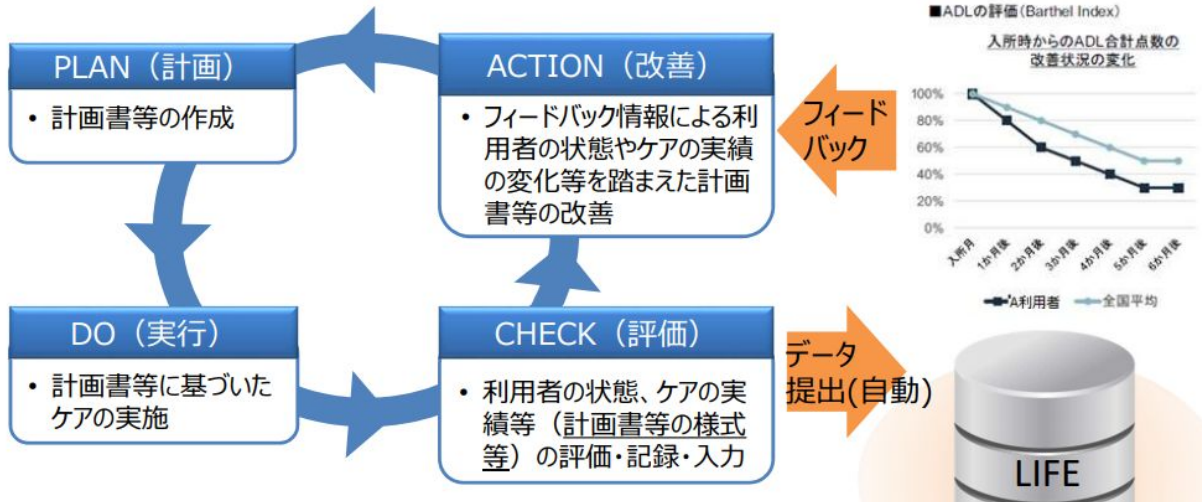 PLAN（計画）
• 計画書等の作成
ACTION（改善）
• フィードバック情報による利
用者の状態やケアの実績
の変化等を踏まえた計画
書等の改善
フィード
バック
■ADLの評価（Barthel Index）
入所時からのADL合計点数の
改善状況の変化
100%
80%
60%
40%
20%
0%
入所月
1か月後
2か月後
3か月後
4か月後
5か月後
6か月後
A利用者
全国平均
DO（実行）
• 計画書等に基づいた
ケアの実施
CHECK（評価）
• 利用者の状態、ケアの実
績等（計画書等の様式
等）の評価・記録・入力
データ
提出(自動)
LIFE